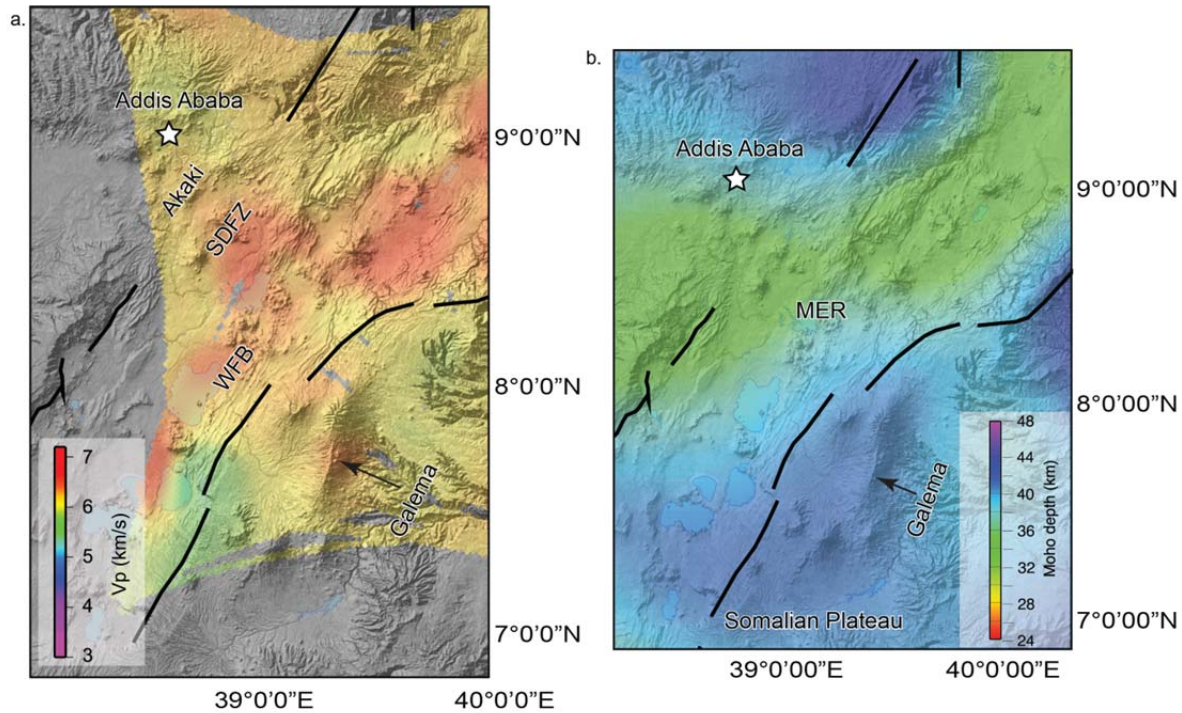 a.
Addis Ababa
Akaki
SDFZ
WFB
Galema
9°0'0"N
8°0'0"N
7°0'0"N
39°0'0"E
40°0'0"E
7
6
5
4
3
Vp (km/s)
b.
Addis Ababa
MER
Galema
Somalian Plateau
9°0'00"N
8°0'00"N
7°0'00"N
39°0'00"E
40°0'00"E
48
44
40
36
32
28
24
Moho depth (km)